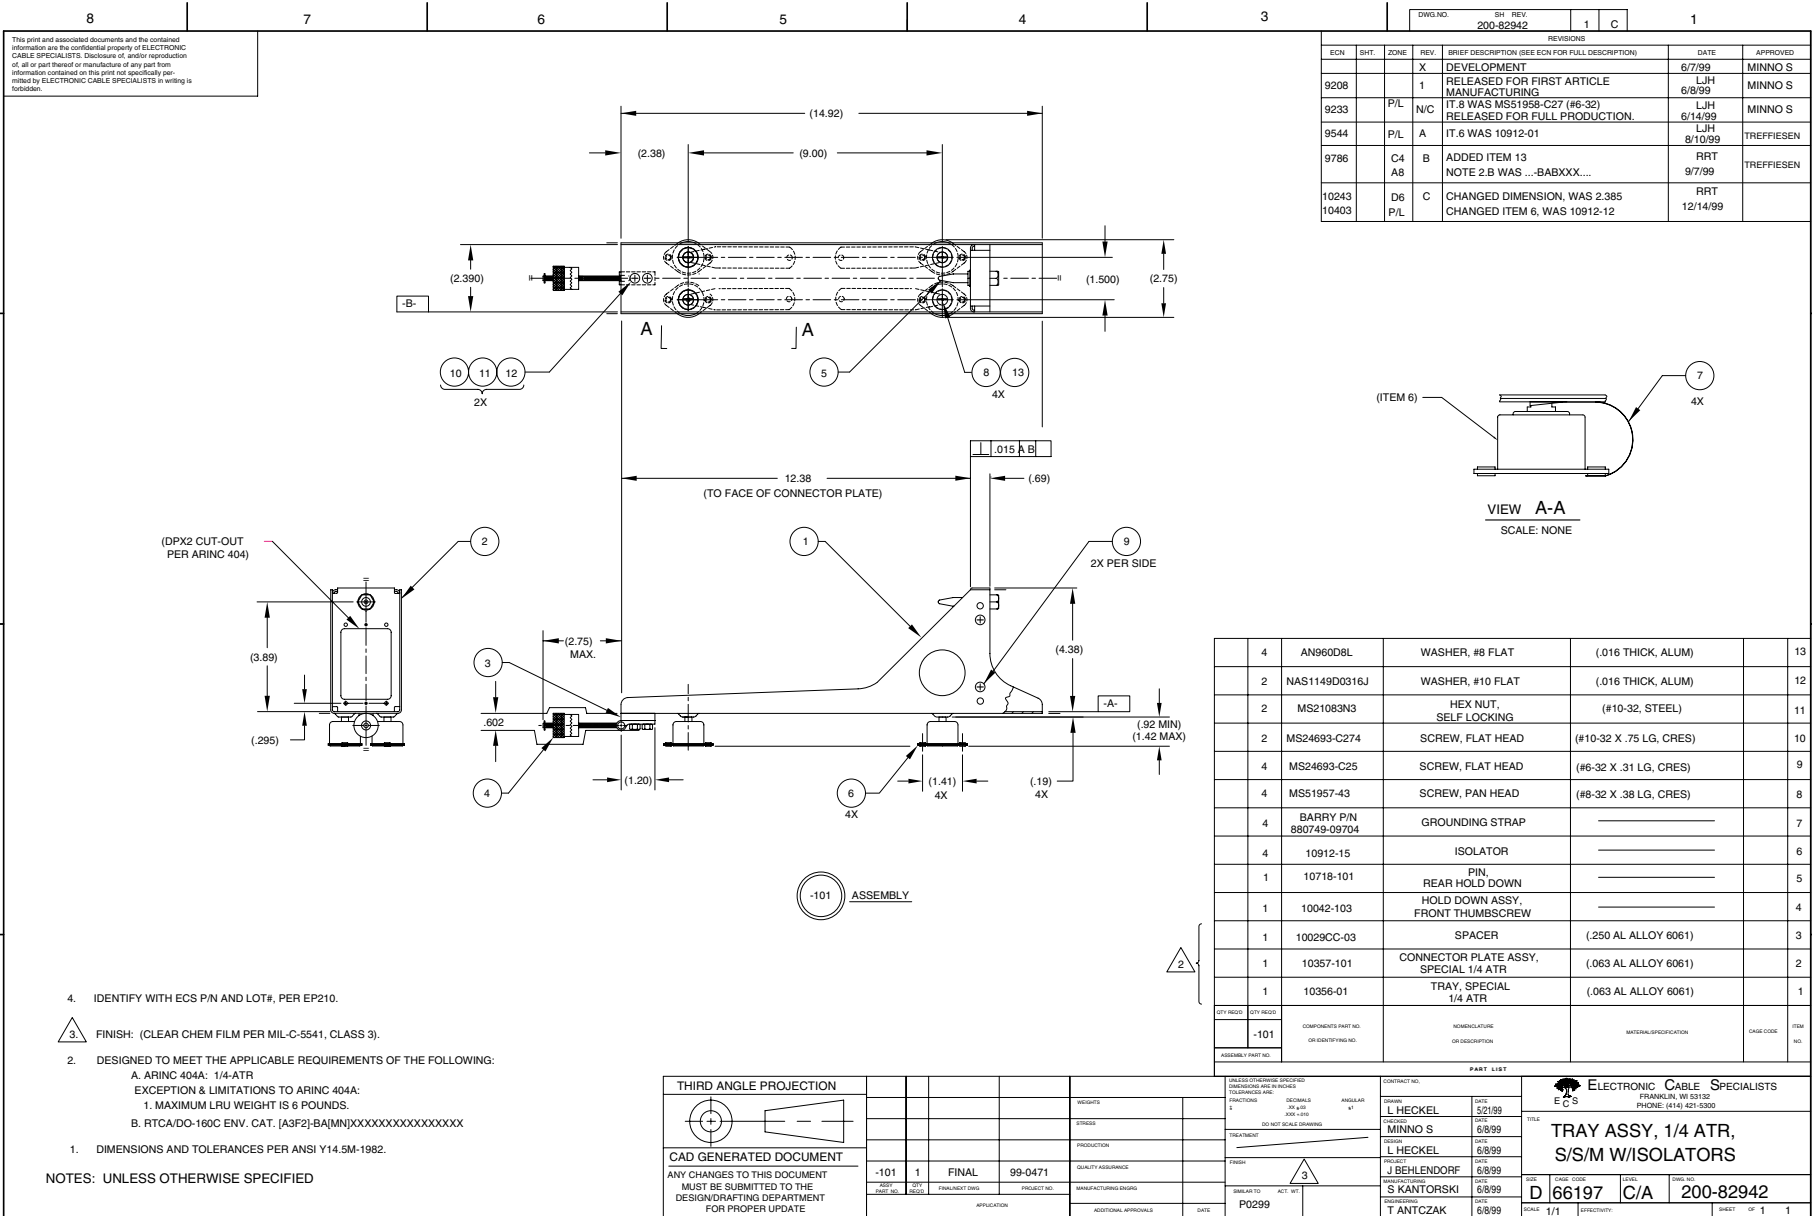 8
7
6
5
4
3
1
DWG.NO.
SH
REV.
200-82942
1
C
This print and associated documents and the contained
information are the confidential property of ELECTRONIC
CABLE SPECIALISTS. Disclosure of, and/or reproduction
of, all or part thereof or manufacture of any part from
information contained on this print not specifically per-
mitted by ELECTRONIC CABLE SPECIALISTS in writing is
forbidden.
REVISIONS
ECN SHT. ZONE REV. BRIEF DESCRIPTION (SEE ECN FOR FULL DESCRIPTION) DATE APPROVED
X DEVELOPMENT 6/7/99 MINNO S
9208 1 RELEASED FOR FIRST ARTICLE MANUFACTURING LJH 6/8/99 MINNO S
9233 P/L N/C IT.8 WAS MS51958-C27 (#6-32) RELEASED FOR FULL PRODUCTION. LJH 6/14/99 MINNO S
9544 P/L A IT.6 WAS 10912-01 LJH 8/10/99 TREFFIESEN
9786 C4 B ADDED ITEM 13 RRT TREFFIESEN
A8 NOTE 2.B WAS ...-BABXXX.... 9/7/99
10243 D6 C CHANGED DIMENSION, WAS 2.385 RRT
10403 P/L CHANGED ITEM 6, WAS 10912-12 12/14/99
(14.92)
(2.38)
(9.00)
(2.390)
-B-
(1.500)
(2.75)
A
A
10 11 12
2X
5
8 13
4X
(ITEM 6)
7
4X
VIEW A-A
SCALE: NONE
.015 A B
12.38
(TO FACE OF CONNECTOR PLATE)
(.69)
(DPX2 CUT-OUT
PER ARINC 404)
2
1
9
2X PER SIDE
(3.89)
(.295)
(2.75)
MAX.
3
.602
4
(1.20)
6
4X
(1.41)
4X
(.19)
4X
(4.38)
-A-
(.92 MIN)
(1.42 MAX)
-101 ASSEMBLY
4 AN960D8L WASHER, #8 FLAT (.016 THICK, ALUM) 13
2 NAS1149D0316J WASHER, #10 FLAT (.016 THICK, ALUM) 12
2 MS21083N3 HEX NUT, SELF LOCKING (#10-32, STEEL) 11
2 MS24693-C274 SCREW, FLAT HEAD (#10-32 X .75 LG, CRES) 10
4 MS24693-C25 SCREW, FLAT HEAD (#6-32 X .31 LG, CRES) 9
4 MS51957-43 SCREW, PAN HEAD (#8-32 X .38 LG, CRES) 8
4 BARRY P/N 880749-09704 GROUNDING STRAP 7
4 10912-15 ISOLATOR 6
1 10718-101 PIN, REAR HOLD DOWN 5
1 10042-103 HOLD DOWN ASSY, FRONT THUMBSCREW 4
1 10029CC-03 SPACER (.250 AL ALLOY 6061) 3
2
1 10357-101 CONNECTOR PLATE ASSY, SPECIAL 1/4 ATR (.063 AL ALLOY 6061) 2
1 10356-01 TRAY, SPECIAL 1/4 ATR (.063 AL ALLOY 6061) 1
QTY REQ'D QTY REQ'D
-101
COMPONENTS PART NO.
OR IDENTIFYING NO.
NOMENCLATURE
OR DESCRIPTION
MATERIAL/SPECIFICATION
CAGE CODE
ITEM
NO.
ASSEMBLY PART NO.
PART LIST
4. IDENTIFY WITH ECS P/N AND LOT#, PER EP210.
3. FINISH: (CLEAR CHEM FILM PER MIL-C-5541, CLASS 3).
2. DESIGNED TO MEET THE APPLICABLE REQUIREMENTS OF THE FOLLOWING:
A. ARINC 404A: 1/4-ATR
EXCEPTION & LIMITATIONS TO ARINC 404A:
1. MAXIMUM LRU WEIGHT IS 6 POUNDS.
B. RTCA/DO-160C ENV. CAT. [A3F2]-BA[MN]XXXXXXXXXXXXXXXX
1. DIMENSIONS AND TOLERANCES PER ANSI Y14.5M-1982.
NOTES: UNLESS OTHERWISE SPECIFIED
THIRD ANGLE PROJECTION
CAD GENERATED DOCUMENT
ANY CHANGES TO THIS DOCUMENT
MUST BE SUBMITTED TO THE
DESIGN/DRAFTING DEPARTMENT
FOR PROPER UPDATE
-101 1 FINAL 99-0471
ASSY PART NO. QTY REQD FINAL/NEXT DWG PROJECT NO.
APPLICATION
WEIGHTS
STRESS
PRODUCTION
QUALITY ASSURANCE
MANUFACTURING ENGRG
ADDITIONAL APPROVALS DATE
UNLESS OTHERWISE SPECIFIED
DIMENSIONS ARE IN INCHES
TOLERANCES ARE:
FRACTIONS DECIMALS ANGULAR
DO NOT SCALE DRAWING
TREATMENT
FINISH
3
SIMILAR TO ACT. WT.
P0299
CONTRACT NO.
DRAWN L HECKEL DATE 5/21/99
CHECKED MINNO S DATE 6/8/99
DESIGN L HECKEL DATE 6/8/99
PROJECT J BEHLENDORF DATE 6/8/99
MANUFACTURING S KANTORSKI DATE 6/8/99
ENGINEERING T ANTCZAK DATE 6/8/99
E C S
ELECTRONIC CABLE SPECIALISTS
FRANKLIN, WI 53132
PHONE: (414) 421-5300
TITLE
TRAY ASSY, 1/4 ATR,
S/S/M W/ISOLATORS
SIZE D CAGE CODE 66197 LEVEL C/A DWG. NO. 200-82942
SCALE 1/1 EFFECTIVITY: SHEET OF 1 1